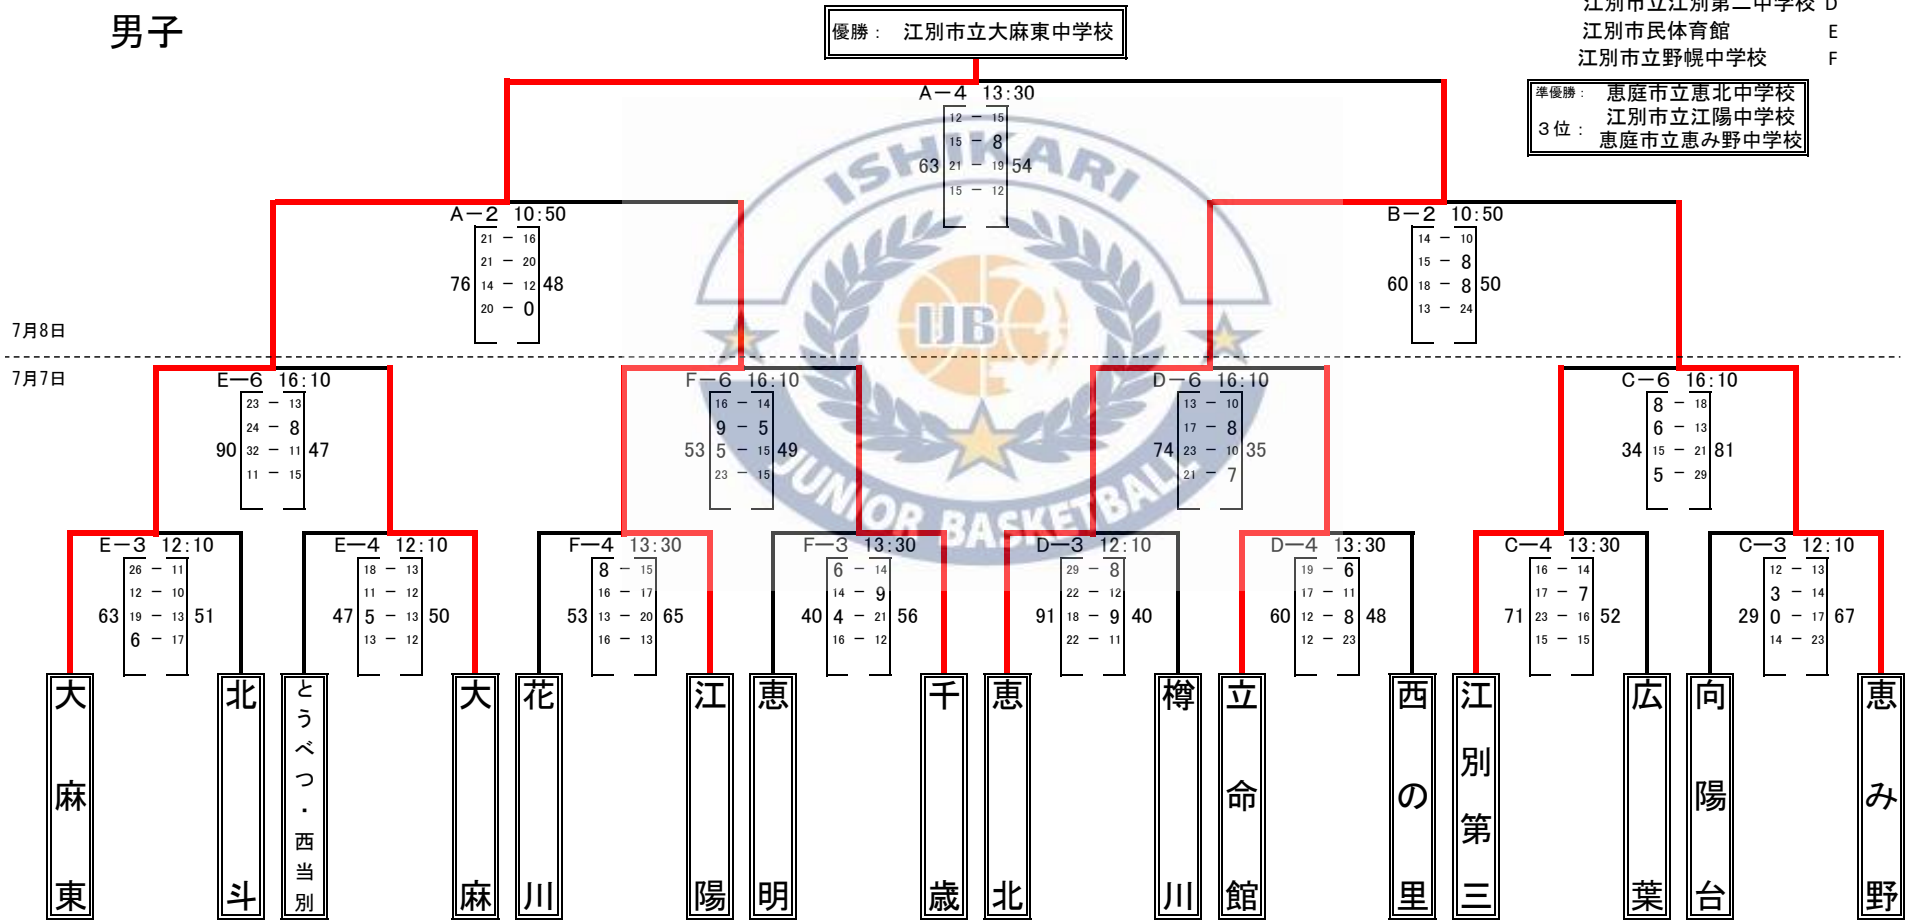 江別市立江別第二中学校 D
男子
優勝： 江別市立大麻東中学校
江別市民体育館 E
江別市立野幌中学校 F
準優勝： 恵庭市立恵北中学校
３位： 江別市立江陽中学校
恵庭市立恵み野中学校
A－4 13:30
12 － 15
15 － 8
63 21 － 19 54
15 － 12
ISHIKARI
IJB
JUNIOR BASKETBALL
A－2 10:50
21 － 16
21 － 20
76 14 － 12 48
20 － 0
B－2 10:50
14 － 10
15 － 8
60 18 － 8 50
13 － 24
7月8日
7月7日
E－6 16:10
23 － 13
24 － 8
90 32 － 11 47
11 － 15
F－6 16:10
16 － 14
9 － 5
53 5 － 15 49
23 － 15
D－6 16:10
13 － 10
17 － 8
74 23 － 10 35
21 － 7
C－6 16:10
8 － 18
6 － 13
34 15 － 21 81
5 － 29
E－3 12:10
26 － 11
12 － 10
63 19 － 13 51
6 － 17
E－4 12:10
18 － 13
11 － 12
47 5 － 13 50
13 － 12
F－4 13:30
8 － 15
16 － 17
53 13 － 20 65
16 － 13
F－3 13:30
6 － 14
14 － 9
40 4 － 21 56
16 － 12
D－3 12:10
29 － 8
22 － 12
91 18 － 9 40
22 － 11
D－4 13:30
19 － 6
17 － 11
60 12 － 8 48
12 － 23
C－4 13:30
16 － 14
17 － 7
71 23 － 16 52
15 － 15
C－3 12:10
12 － 13
3 － 14
29 0 － 17 67
14 － 23
大麻東
北斗
とうべつ・西当別
大麻
花川
江陽
恵明
千歳
恵北
樽川
立命館
西の里
江別第三
広葉
向陽台
恵み野